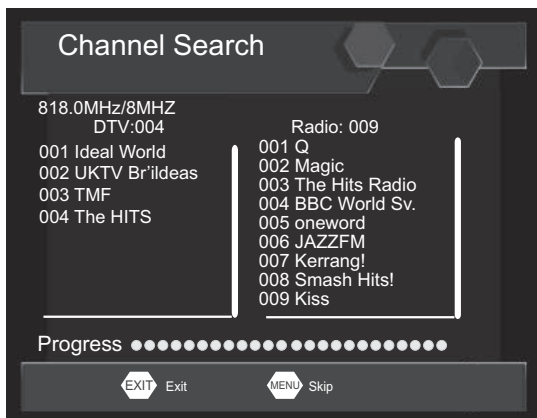 Channel Search
818.0MHz/8MHZ
DTV:004
001 Ideal World
002 UKTV Br'ildeas
003 TMF
004 The HITS
Radio: 009
001 Q
002 Magic
003 The Hits Radio
004 BBC World Sv.
005 oneword
006 JAZZFM
007 Kerrang!
008 Smash Hits!
009 Kiss
Progress
EXIT Exit
MENU Skip